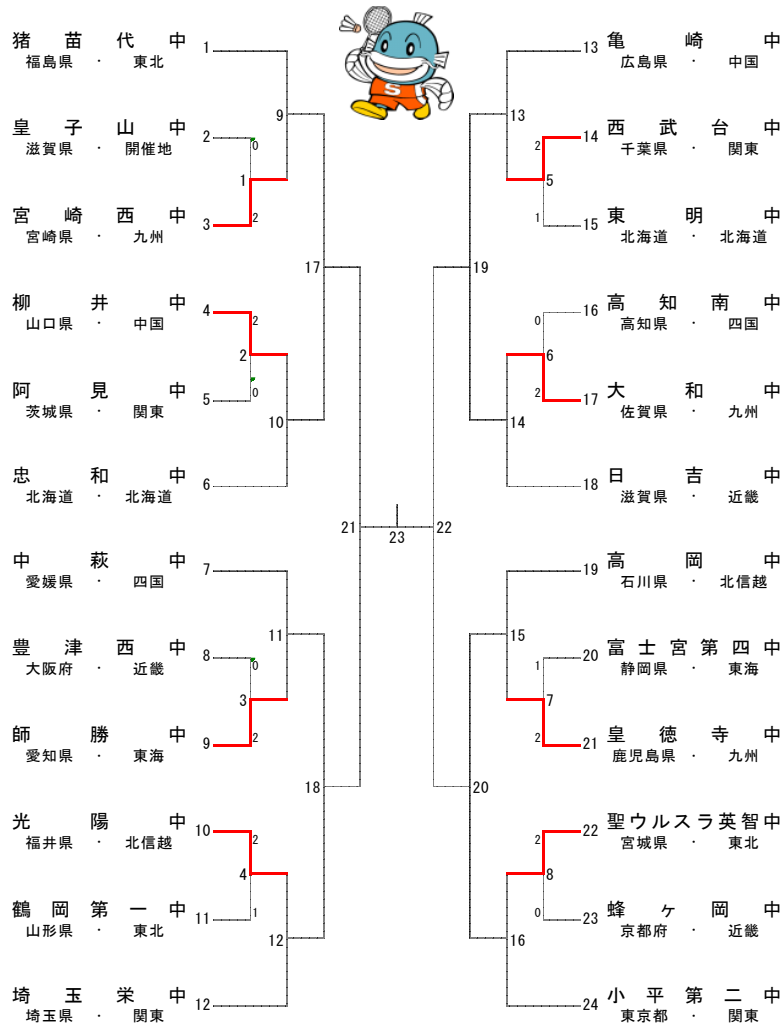 猪苗代中 1
福島県 ・ 東北
皇子山中 2
滋賀県 ・ 開催地
0
1
2
宮崎西中 3
宮崎県 ・ 九州
9
柳井中 4
山口県 ・ 中国
2
2
0
阿見中 5
茨城県 ・ 関東
10
忠和中 6
北海道 ・ 北海道
17
中萩中 7
愛媛県 ・ 四国
11
豊津西中 8
大阪府 ・ 近畿
0
3
2
師勝中 9
愛知県 ・ 東海
18
光陽中 10
福井県 ・ 北信越
2
4
1
鶴岡第一中 11
山形県 ・ 東北
12
埼玉栄中 12
埼玉県 ・ 関東
21
23
22
S
13 亀崎中
広島県 ・ 中国
13
14 西武台中
千葉県 ・ 関東
2
5
1
15 東明中
北海道 ・ 北海道
19
16 高知南中
高知県 ・ 四国
0
6
2
17 大和中
佐賀県 ・ 九州
14
18 日吉中
滋賀県 ・ 近畿
19 高岡中
石川県 ・ 北信越
15
20 富士宮第四中
静岡県 ・ 東海
1
7
2
21 皇徳寺中
鹿児島県 ・ 九州
20
22 聖ウルスラ英智中
宮城県 ・ 東北
2
8
0
23 蜂ヶ岡中
京都府 ・ 近畿
16
24 小平第二中
東京都 ・ 関東